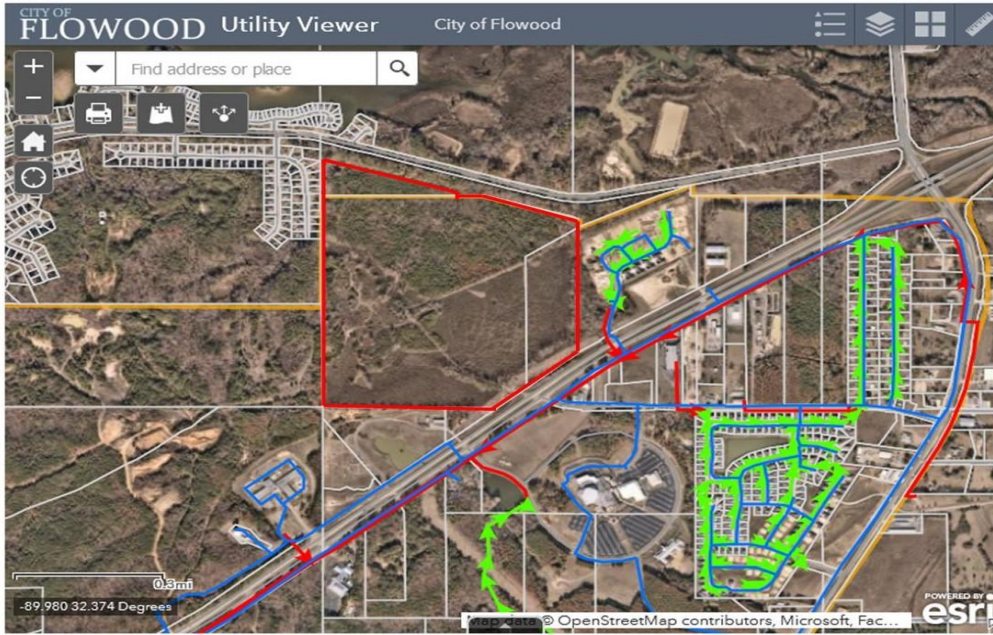 CITY OF
FLOWOOD Utility Viewer City of Flowood
Find address or place
0.3mi
-89.980 32.374 Degrees
Map data © OpenStreetMap contributors, Microsoft, Fac...
POWERED BY
esri